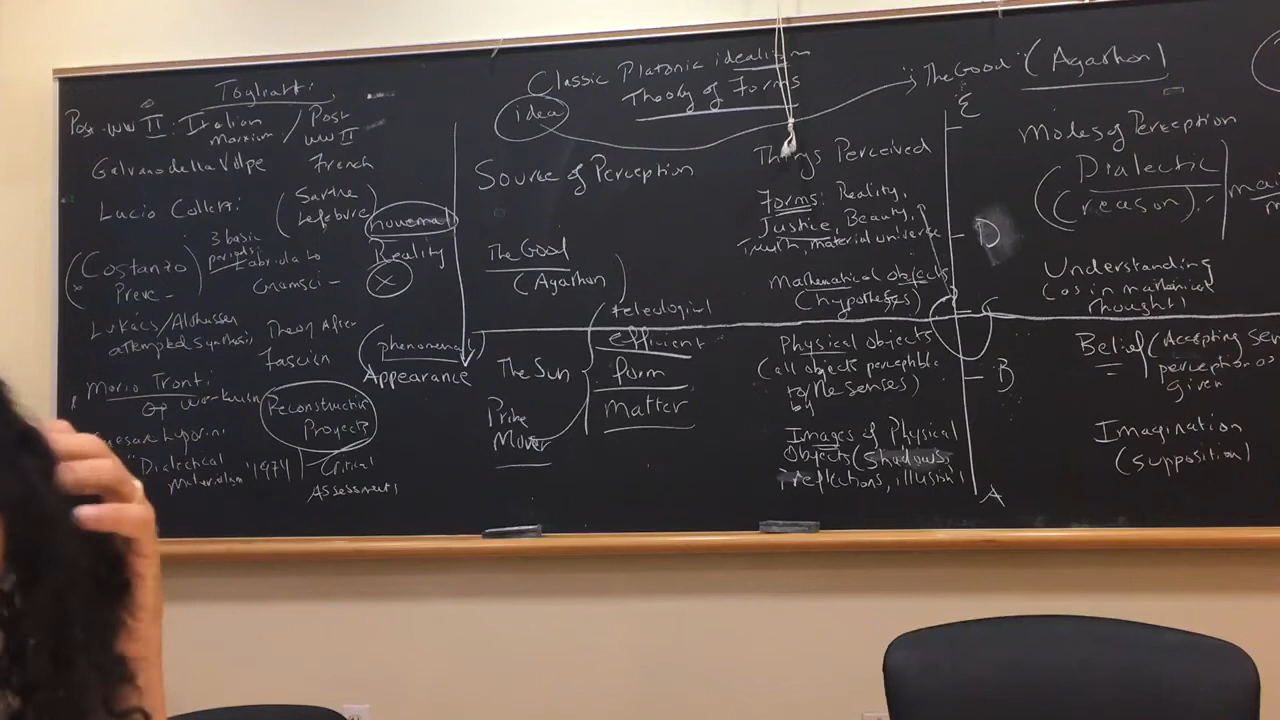 Togliatti
Post-WW II: Italian Marxism / Post WW II French
Galvano della Volpe
(Sartre
Lefebvre)
Lucio Colletti
(Costanzo
Preve -
3 basic
periods:
Labriola to
Gramsci -
Lukács/Althusser
attempted synthesis
Theory After
Fascism
Mario Tronti
Reconstruction
Projects
"Dialectical
Materialism" 1974
Critical
Assessments
noumenal
Reality
X
(phenomenal)
Appearance
Classic Platonic idealism
Theory of Forms
idea
The Good (Agathon)
Source of Perception
The Good
(Agathon)
The Sun
Prime
Mover
teleological
efficient
form
matter
Things Perceived
Forms: Reality,
Justice, Beauty,
Truth, material universe
Mathematical objects
(hypotheses)
Physical Objects
(all objects perceptible
to/the senses)
by
Images of Physical
Objects (shadows,
reflections, illusions)
E
D
C
B
A
Modes of Perception
Dialectic
(reason)
Understanding
(as in mathematical
thought)
Belief (Accepting sen
perception as
given
Imagination
(supposition)